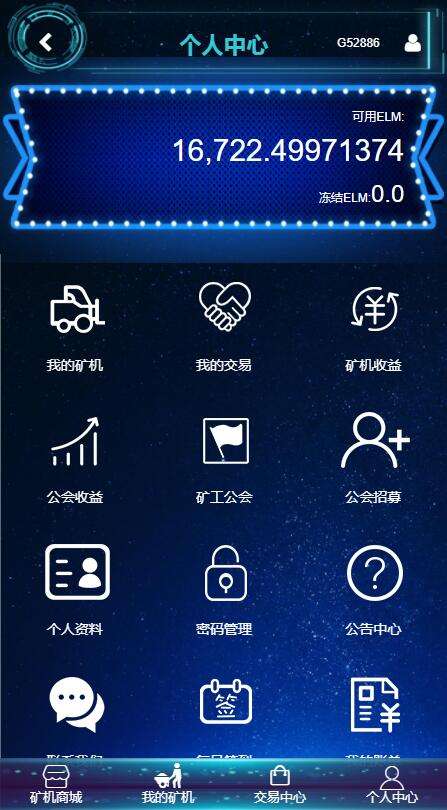 个人中心
G52886
可用ELM:
16,722.49971374
冻结ELM:0.0
我的矿机
我的交易
矿机收益
公会收益
矿工公会
公会招募
个人资料
密码管理
公告中心
签
矿机商城
我的矿机
交易中心
个人中心